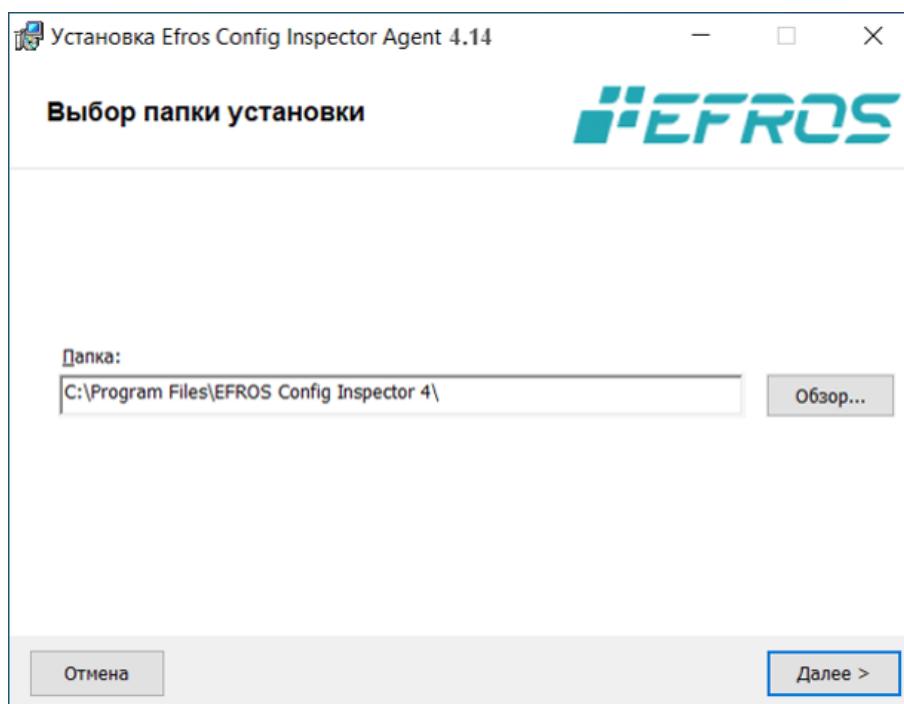 Установка Efros Config Inspector Agent 4.14
Выбор папки установки
EFROS
Папка:
C:\Program Files\EFROS Config Inspector 4\
Обзор...
Отмена
Далее >